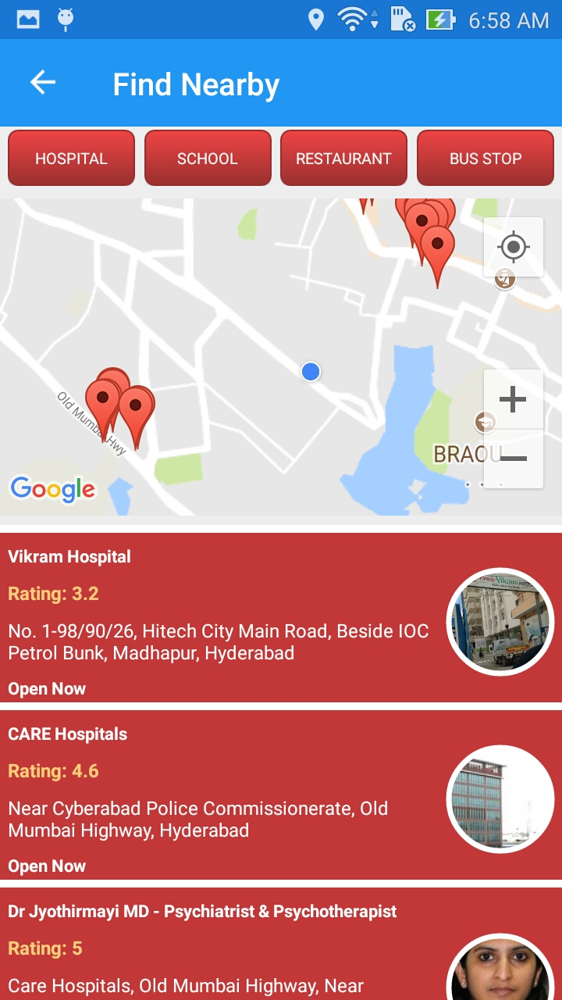 6:58 AM
Find Nearby
HOSPITAL
SCHOOL
RESTAURANT
BUS STOP
Old Mumbai Hwy
BRAOU
Google
Vikram Hospital
Rating: 3.2
No. 1-98/90/26, Hitech City Main Road, Beside IOC
Petrol Bunk, Madhapur, Hyderabad
Open Now
CARE Hospitals
Rating: 4.6
Near Cyberabad Police Commissionerate, Old
Mumbai Highway, Hyderabad
Open Now
Dr Jyothirmayi MD - Psychiatrist & Psychotherapist
Rating: 5
Care Hospitals, Old Mumbai Highway, Near